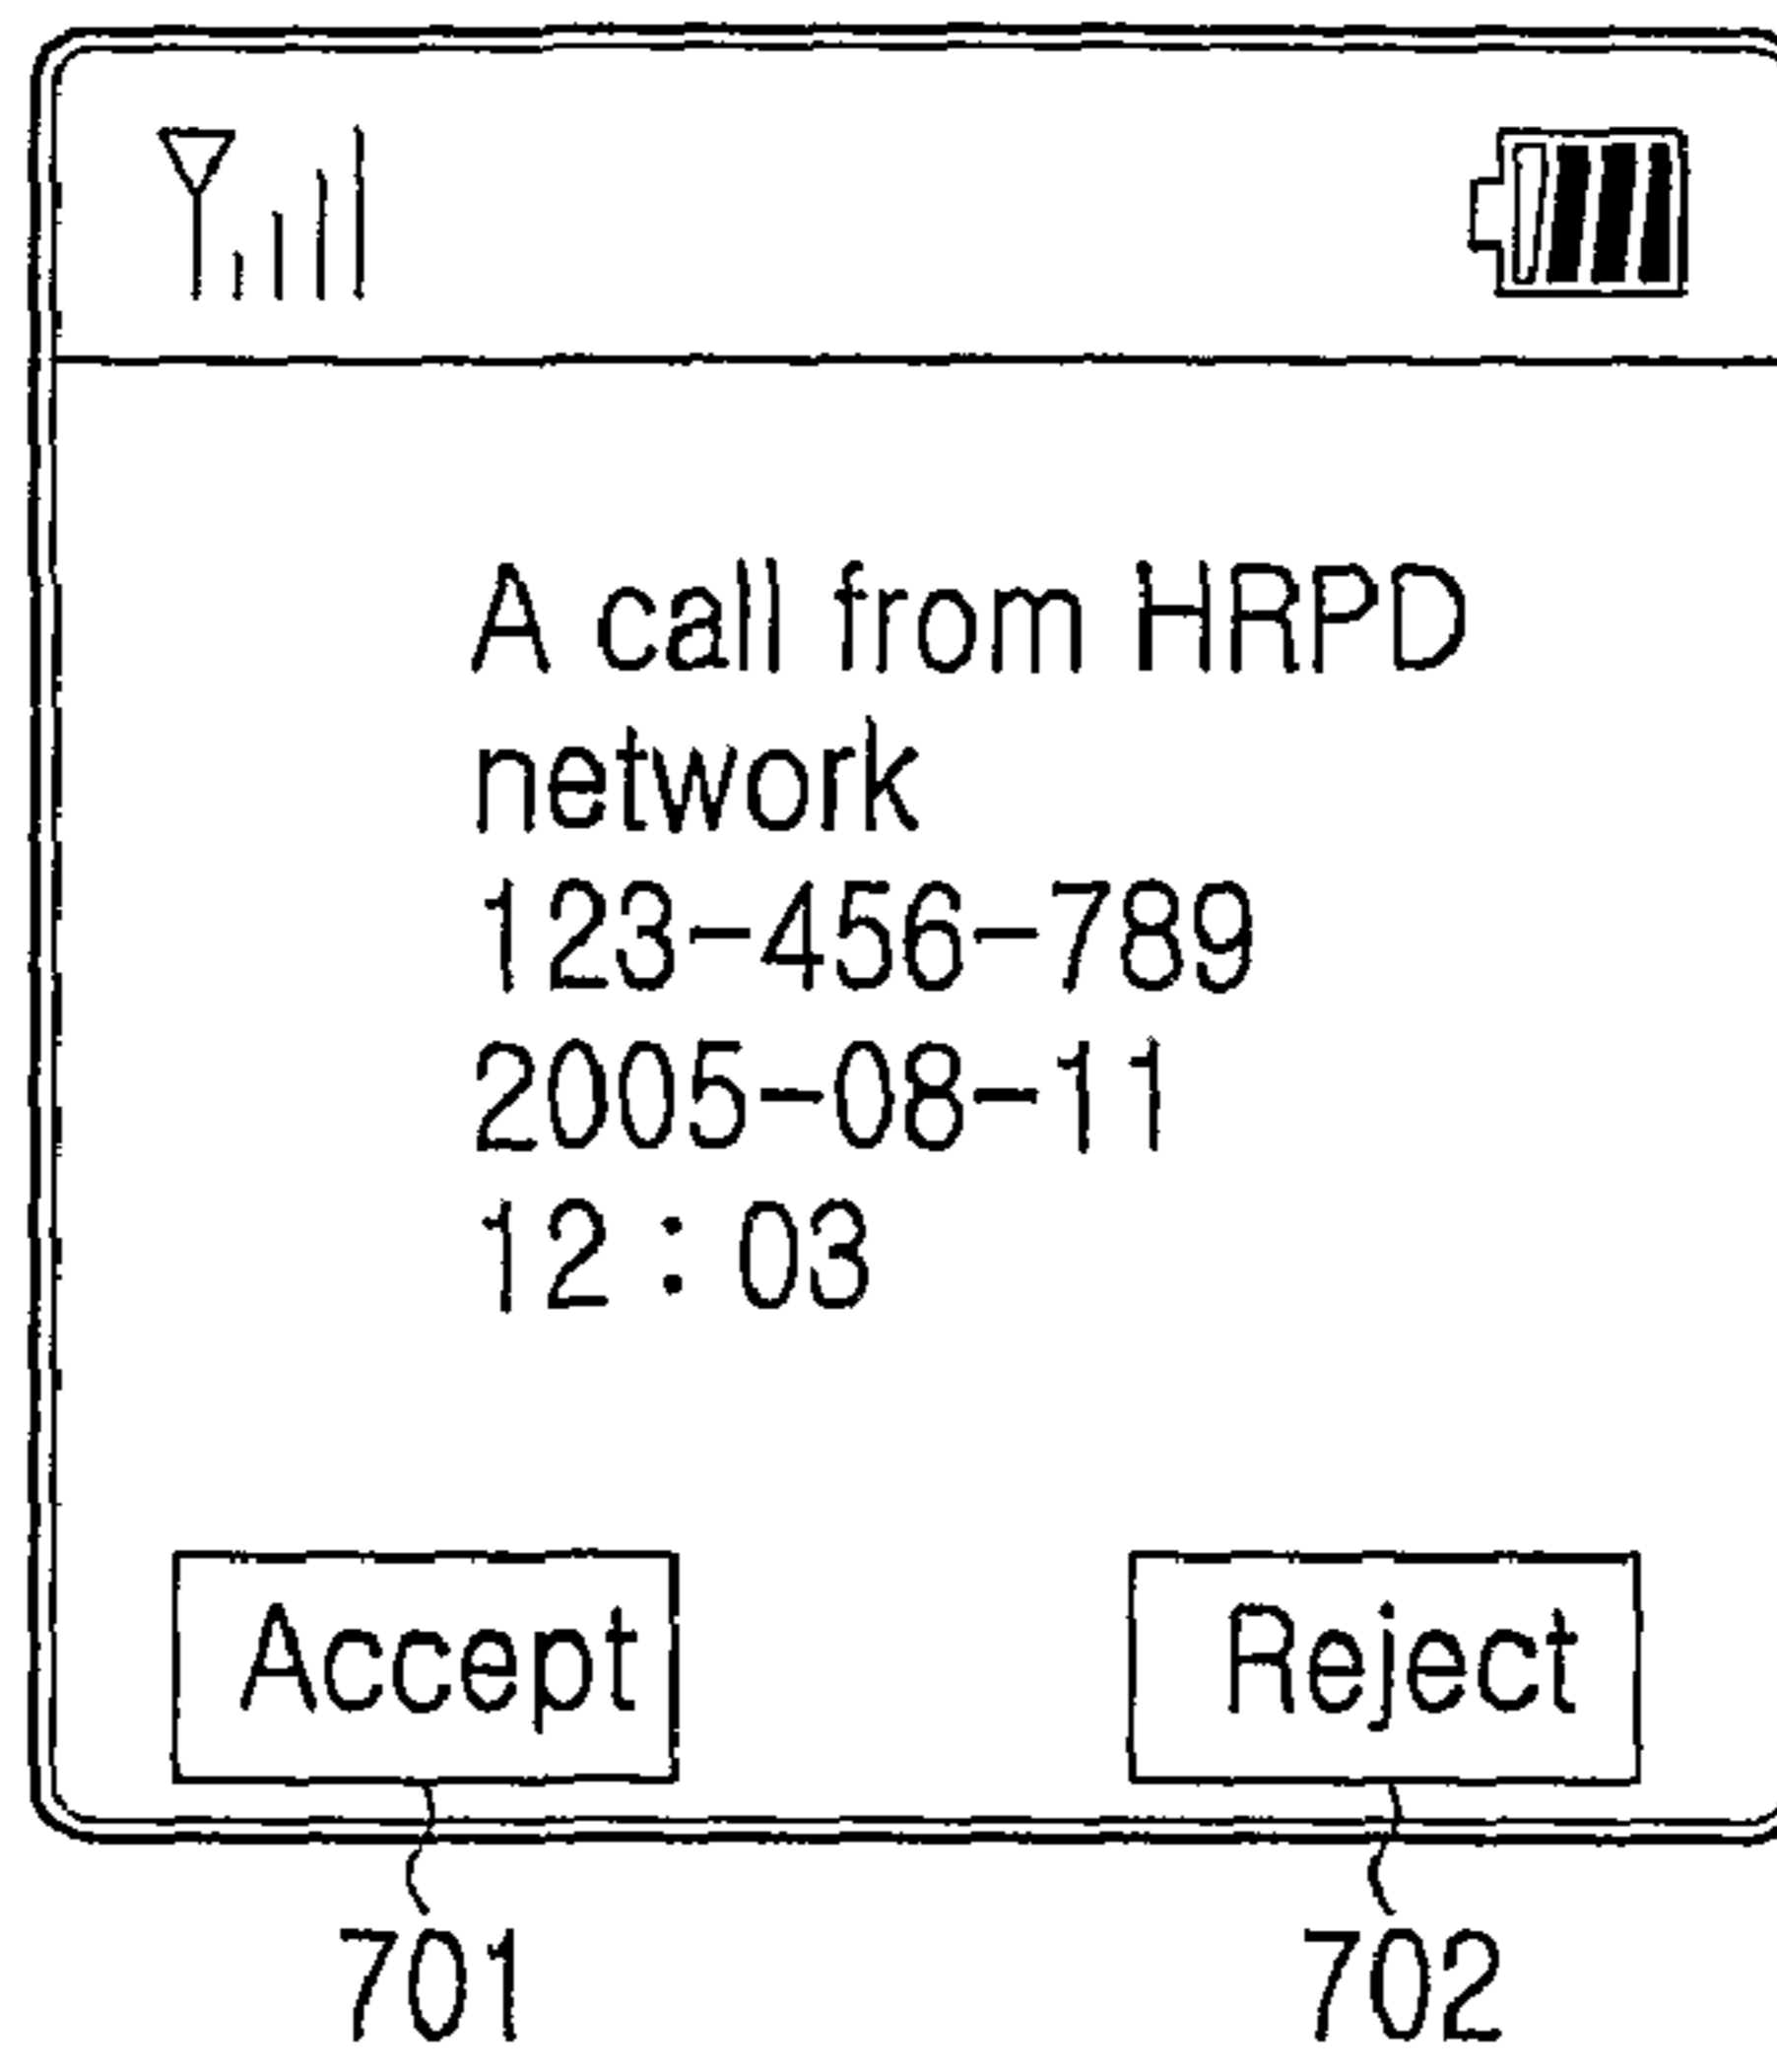 A call from HRPD
network
123-456-789
2005-08-11
12 : 03
Accept Reject
701 702